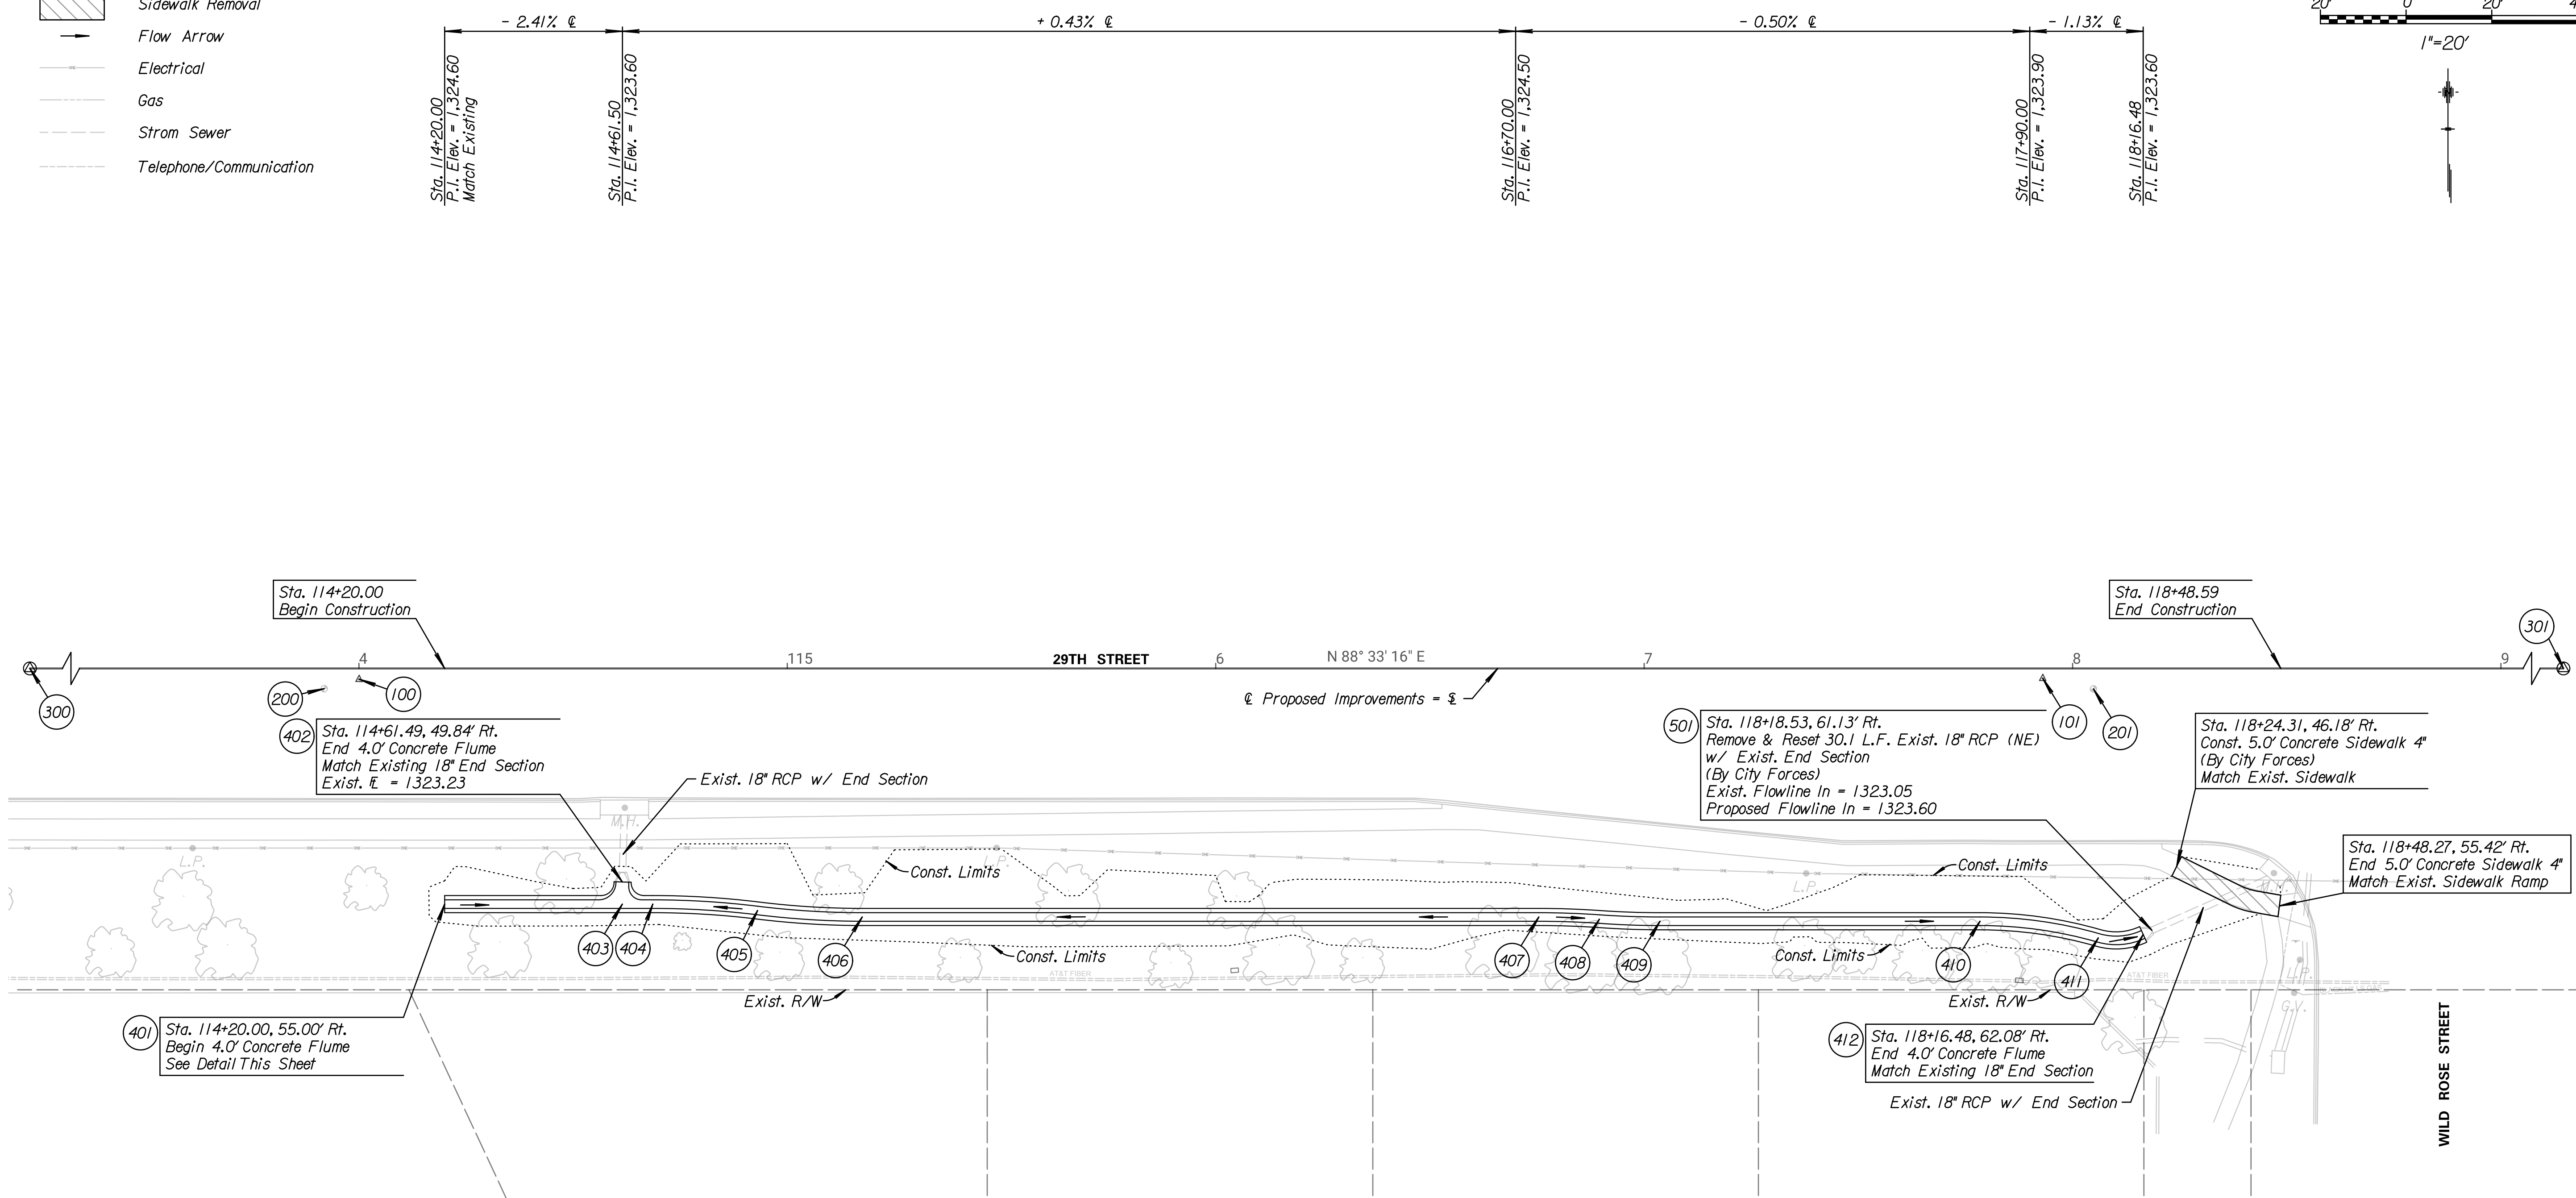 Sidewalk Removal
Flow Arrow
Electrical
Gas
Strom Sewer
Telephone/Communication
- 2.41% ℄
+ 0.43% ℄
- 0.50% ℄
- 1.13% ℄
Sta. 114+20.00
P.I. Elev. = 1,324.60
Match Existing
Sta. 114+61.50
P.I. Elev. = 1,323.60
Sta. 116+70.00
P.I. Elev. = 1,324.50
Sta. 117+90.00
P.I. Elev. = 1,323.90
Sta. 118+16.48
P.I. Elev. = 1,323.60
20' 0 20'
1"=20'
N
Sta. 114+20.00
Begin Construction
Sta. 118+48.59
End Construction
4
115
29TH STREET
6
N 88° 33' 16" E
7
8
9
℄ Proposed Improvements =
300
200
100
101
201
301
402
Sta. 114+61.49, 49.84' Rt.
End 4.0' Concrete Flume
Match Existing 18" End Section
Exist. = 1323.23
Exist. 18" RCP w/ End Section
501
Sta. 118+18.53, 61.13' Rt.
Remove & Reset 30.1 L.F. Exist. 18" RCP (NE)
w/ Exist. End Section
(By City Forces)
Exist. Flowline In = 1323.05
Proposed Flowline In = 1323.60
Sta. 118+24.31, 46.18' Rt.
Const. 5.0' Concrete Sidewalk 4"
(By City Forces)
Match Exist. Sidewalk
Sta. 118+48.27, 55.42' Rt.
End 5.0' Concrete Sidewalk 4"
Match Exist. Sidewalk Ramp
M.H.
L.P.
L.P.
L.P.
Const. Limits
Const. Limits
Const. Limits
Const. Limits
403
404
405
406
407
408
409
410
411
AT&T FIBER
AT&T FIBER
L.P.
G.V.
Exist. R/W
Exist. R/W
401
Sta. 114+20.00, 55.00' Rt.
Begin 4.0' Concrete Flume
See Detail This Sheet
412
Sta. 118+16.48, 62.08' Rt.
End 4.0' Concrete Flume
Match Existing 18" End Section
Exist. 18" RCP w/ End Section
WILD ROSE STREET